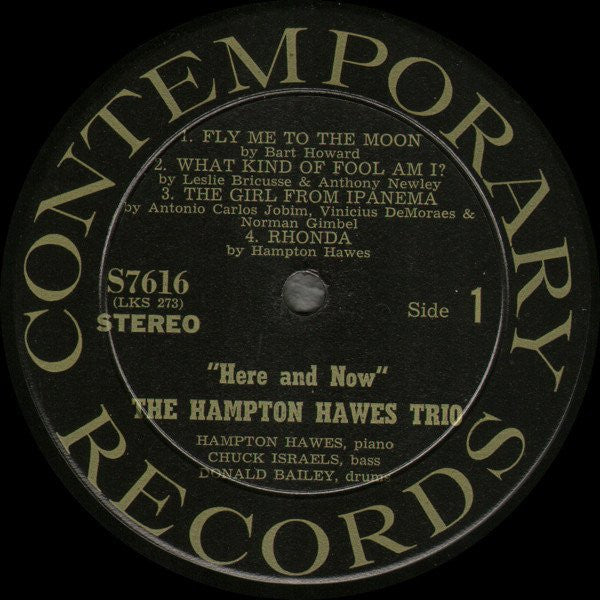 CONTEMPORARY
RECORDS
1. FLY ME TO THE MOON
by Bart Howard
2. WHAT KIND OF FOOL AM I?
by Leslie Bricusse & Anthony Newley
3. THE GIRL FROM IPANEMA
by Antonio Carlos Jobim, Vinicius DeMoraes &
Norman Gimbel
4. RHONDA
by Hampton Hawes
S7616
(LKS 273)
STEREO
Side 1
"Here and Now"
THE HAMPTON HAWES TRIO
HAMPTON HAWES, piano
CHUCK ISRAELS, bass
DONALD BAILEY, drums